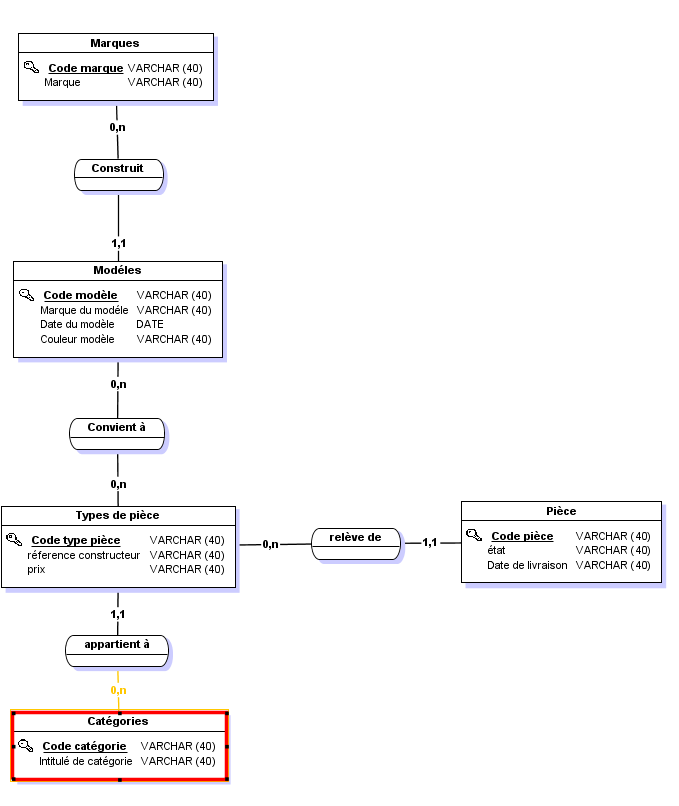 Marques
Code marque VARCHAR (40)
Marque VARCHAR (40)
0,n
Construit
1,1
Modéles
Code modèle VARCHAR (40)
Marque du modéle VARCHAR (40)
Date du modèle DATE
Couleur modèle VARCHAR (40)
0,n
Convient à
0,n
Types de pièce
Code type pièce VARCHAR (40)
réference constructeur VARCHAR (40)
prix VARCHAR (40)
0,n
relève de
1,1
Pièce
Code pièce VARCHAR (40)
état VARCHAR (40)
Date de livraison VARCHAR (40)
1,1
appartient à
0,n
Catégories
Code catégorie VARCHAR (40)
Intitulé de catégorie VARCHAR (40)